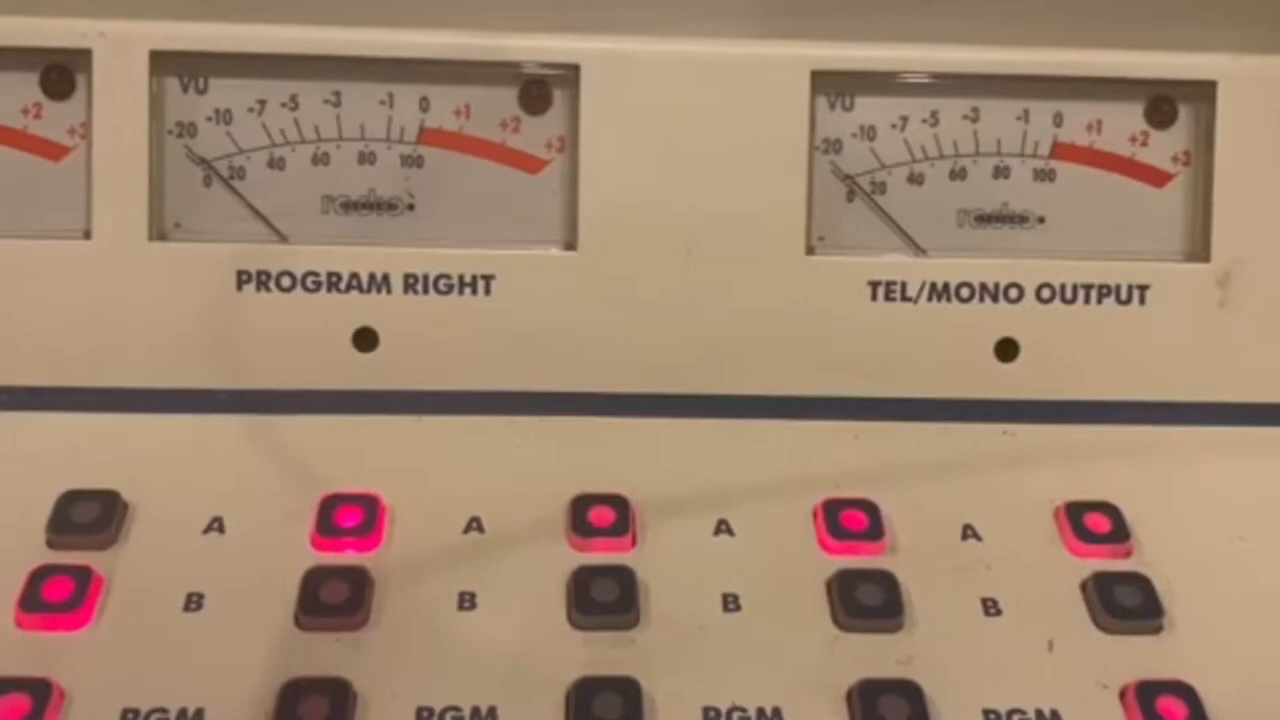 +2
+3
VU
-20 -10 -7 -5 -3 -1 0 +1 +2 +3
0 20 40 60 80 100
PROGRAM RIGHT
VU
-20 -10 -7 -5 -3 -1 0 +1 +2 +3
0 20 40 60 80 100
TEL/MONO OUTPUT
A A A A
B B B B
PGM PGM PGM PGM